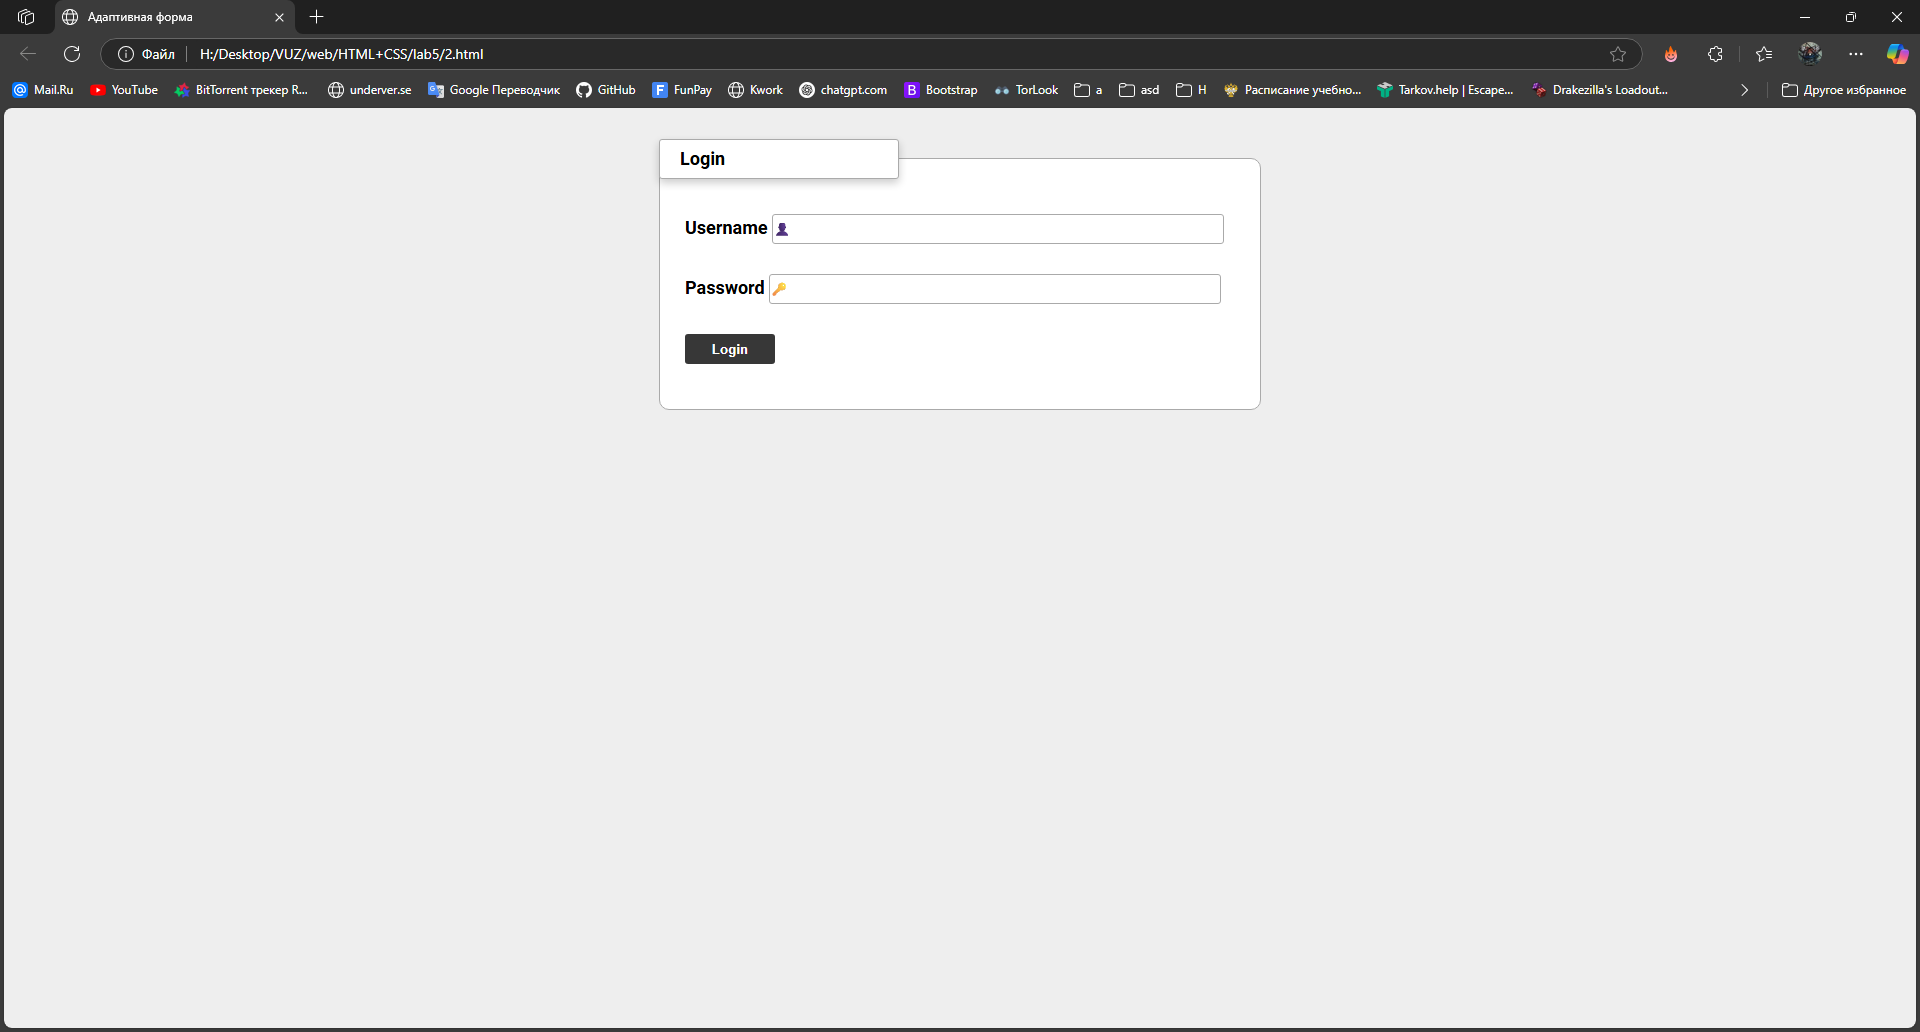 Адаптивная форма
Файл H:/Desktop/VUZ/web/HTML+CSS/lab5/2.html
Mail.Ru YouTube BitTorrent трекер R... underver.se Google Переводчик GitHub FunPay Kwork chatgpt.com Bootstrap TorLook a asd H Расписание учебно... Tarkov.help | Escape... Drakezilla's Loadout... Другое избранное
Login
Username
Password
Login